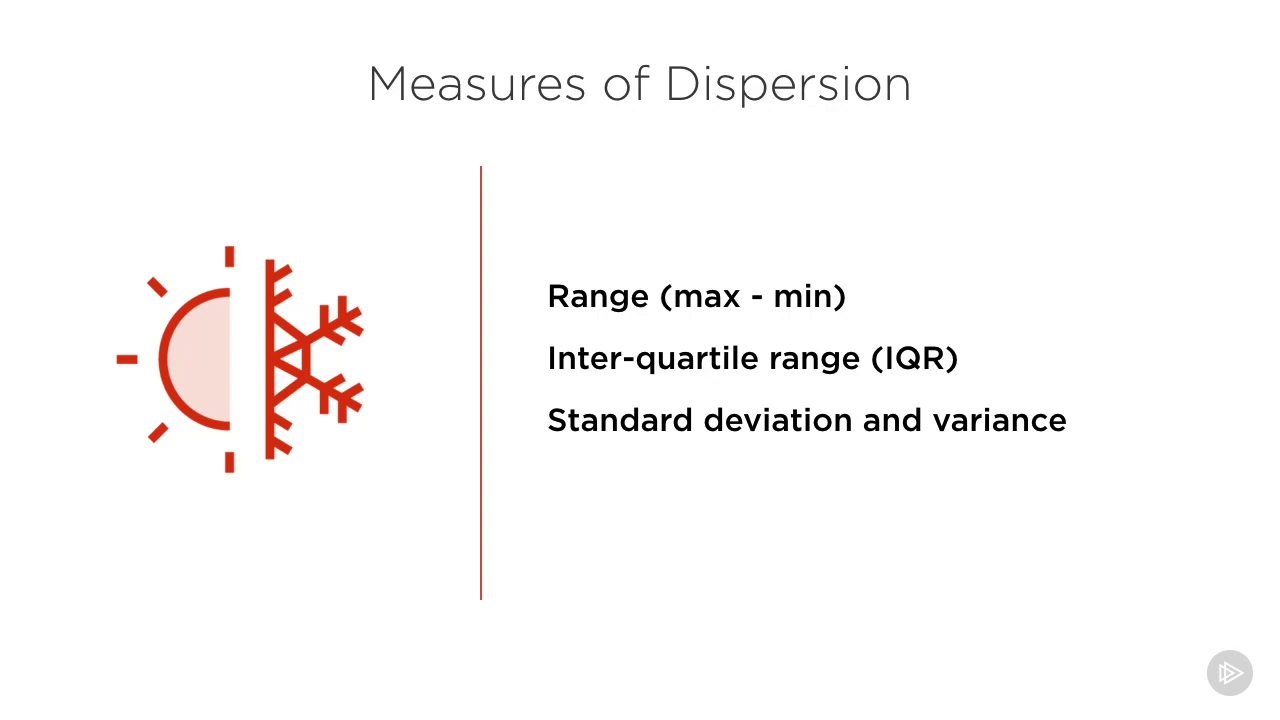 Measures of Dispersion
Range (max - min)
Inter-quartile range (IQR)
Standard deviation and variance